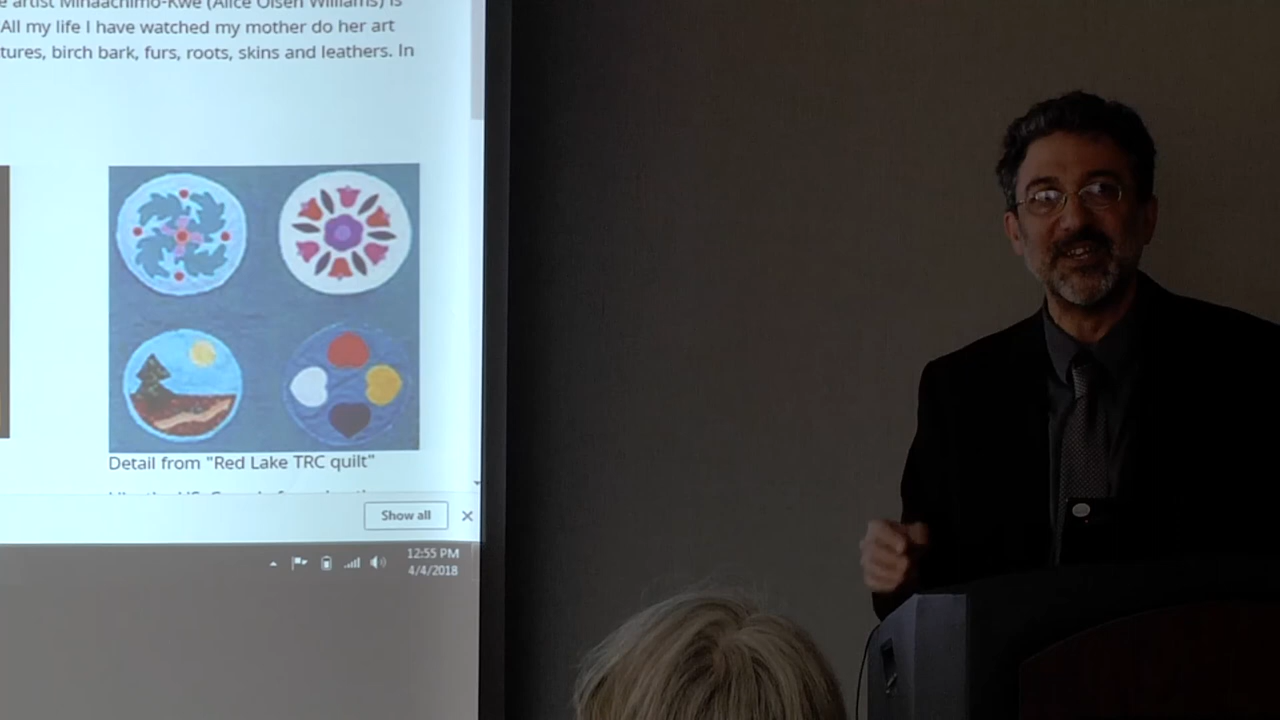 e artist Minaachimo-Kwe (Alice Olsen Williams) is
All my life I have watched my mother do her art
tures, birch bark, furs, roots, skins and leathers. In
Detail from "Red Lake TRC quilt"
Show all
12:55 PM
4/4/2018